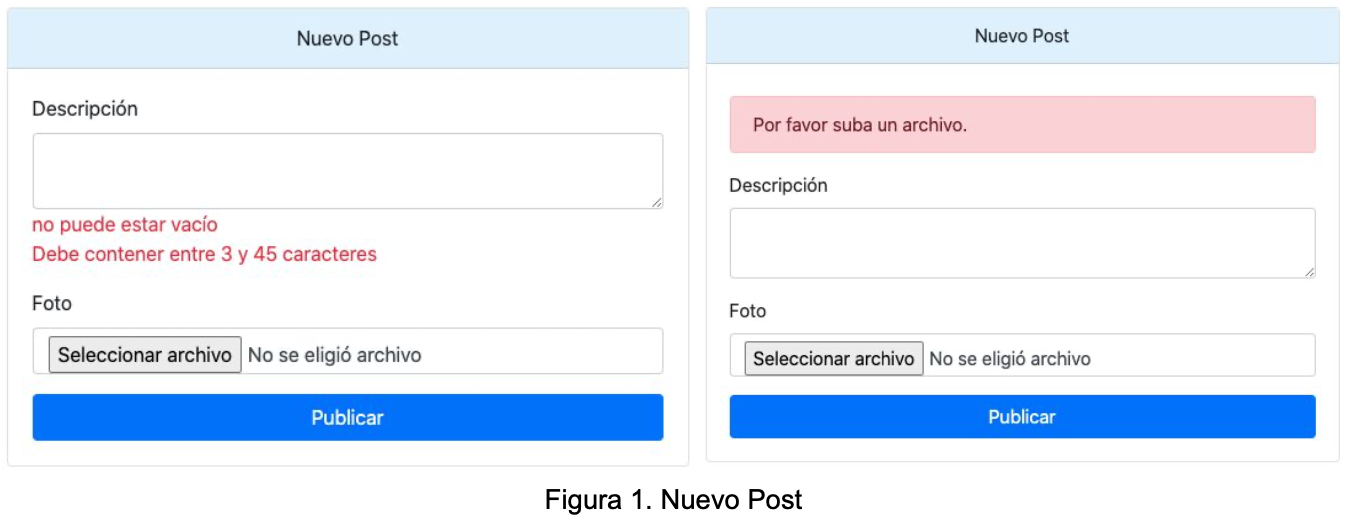 Nuevo Post
Descripción
no puede estar vacío
Debe contener entre 3 y 45 caracteres
Foto
Seleccionar archivo No se eligió archivo
Publicar
Nuevo Post
Por favor suba un archivo.
Descripción
Foto
Seleccionar archivo No se eligió archivo
Publicar
Figura 1. Nuevo Post